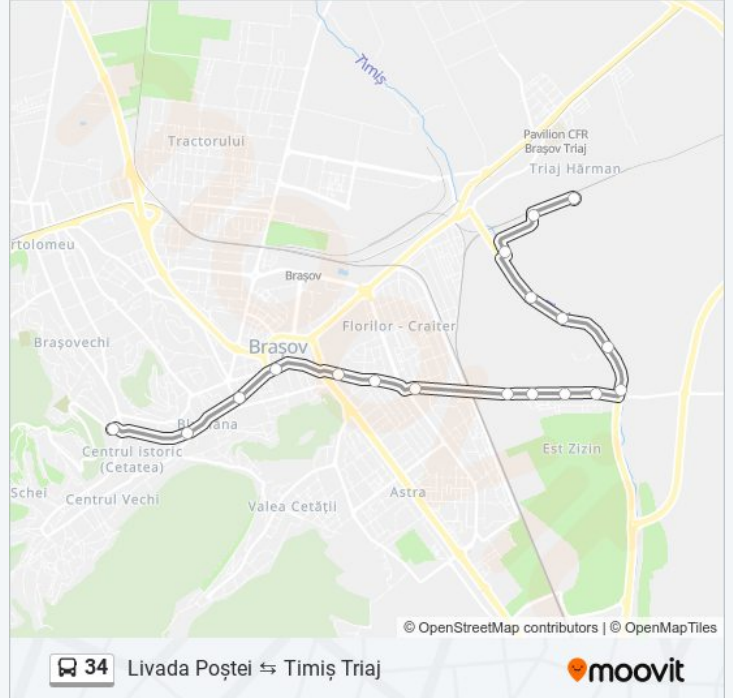 Timiș
Pavilion CFR
Brașov Triaj
Triaj Hărman
Tractorului
rtolomeu
Brașov
Florilor - Craiter
Brașovechi
Brașov
Centrul istoric
(Cetatea)
Est Zizin
Schei
Centrul Vechi
Valea Cetății
Astra
© OpenStreetMap contributors | © OpenMapTiles
34 Livada Poștei ⇆ Timiș Triaj
moovit